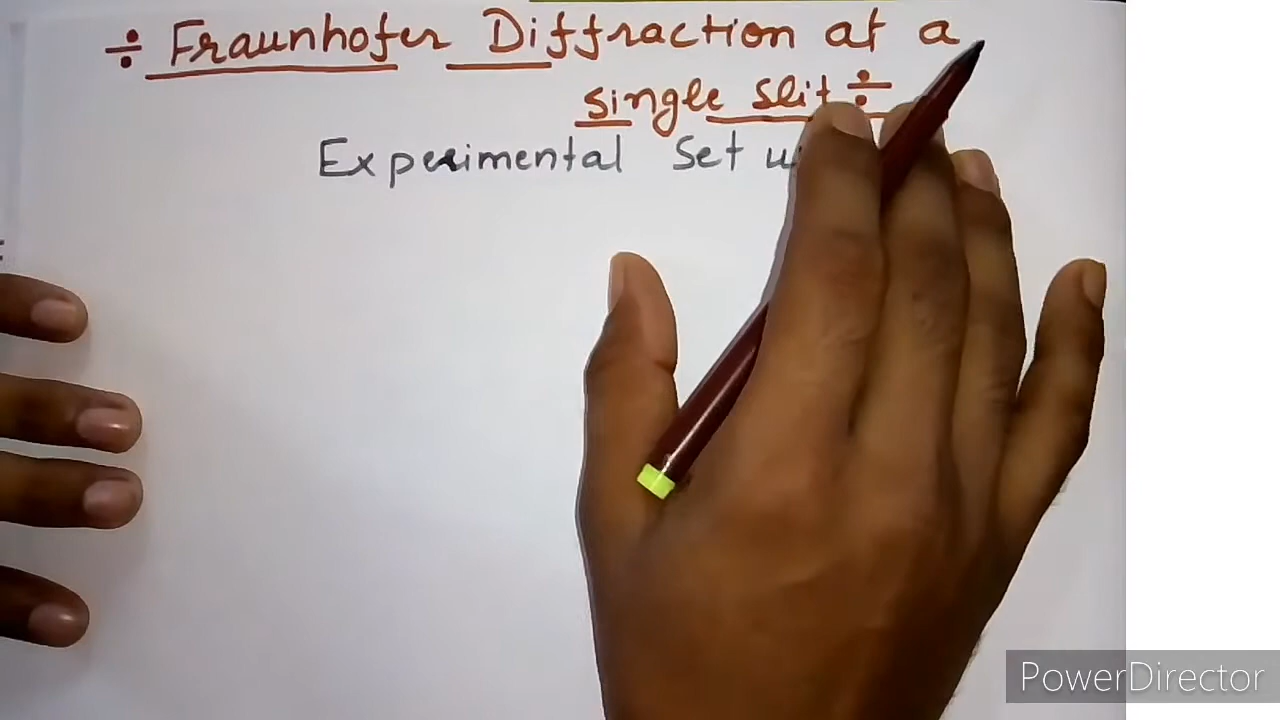 ÷ Fraunhofer Diffraction at a
single slit ÷
Experimental Set
PowerDirector